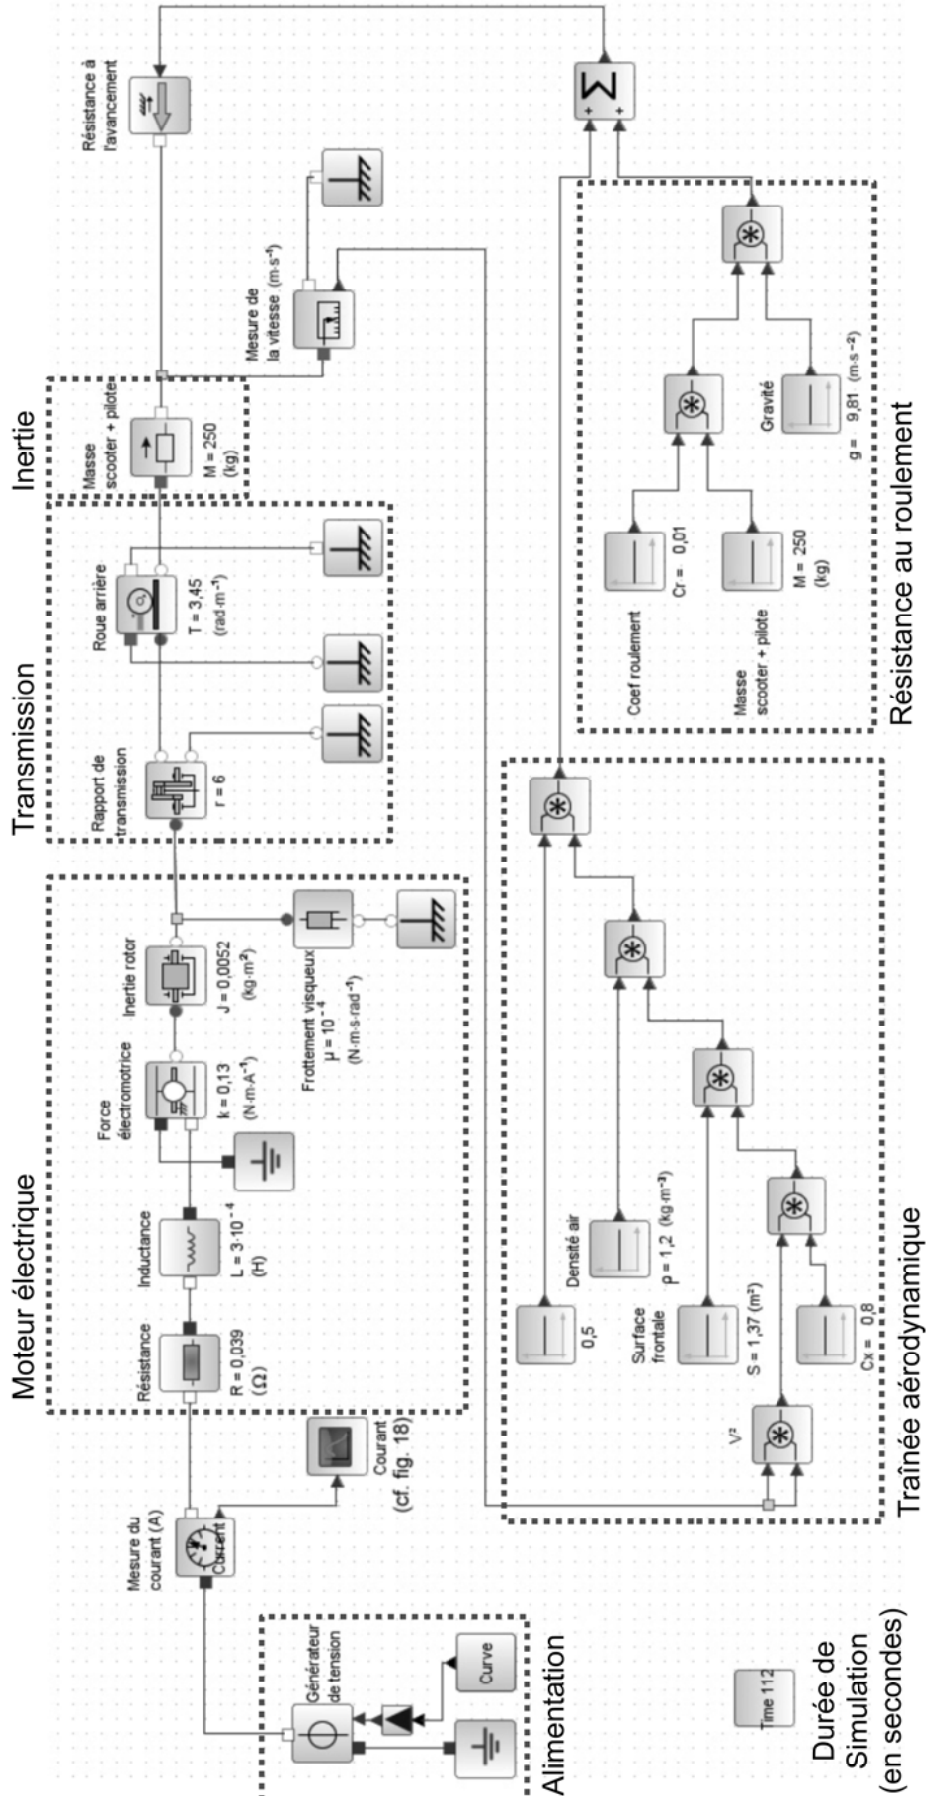 Alimentation
Générateur
de tension
Curve
Durée de
Simulation
(en secondes)
Time 112
Mesure du
courant (A)
Current
Courant
(cf. fig. 18)
Moteur électrique
Résistance
R = 0,039
(Ω)
Inductance
L = 3·10⁻⁴
(H)
Force
électromotrice
k = 0,13
(N·m·A⁻¹)
Inertie rotor
J = 0,0052
(kg·m²)
Frottement visqueux
µ = 10⁻⁴
(N·m·s·rad⁻¹)
Transmission
Rapport de
transmission
r = 6
Roue arrière
T = 3,45
(rad·m⁻¹)
Inertie
Masse
scooter + pilote
M = 250
(kg)
Mesure de
la vitesse (m·s⁻¹)
Résistance à
l'avancement
Traînée aérodynamique
V²
0,5
Densité air
ρ = 1,2 (kg·m⁻³)
Surface
frontale
S = 1,37 (m²)
Cx = 0,8
Résistance au roulement
Coef roulement
Cr = 0,01
Masse
scooter + pilote
M = 250
(kg)
Gravité
g = 9,81 (m·s⁻²)
Σ